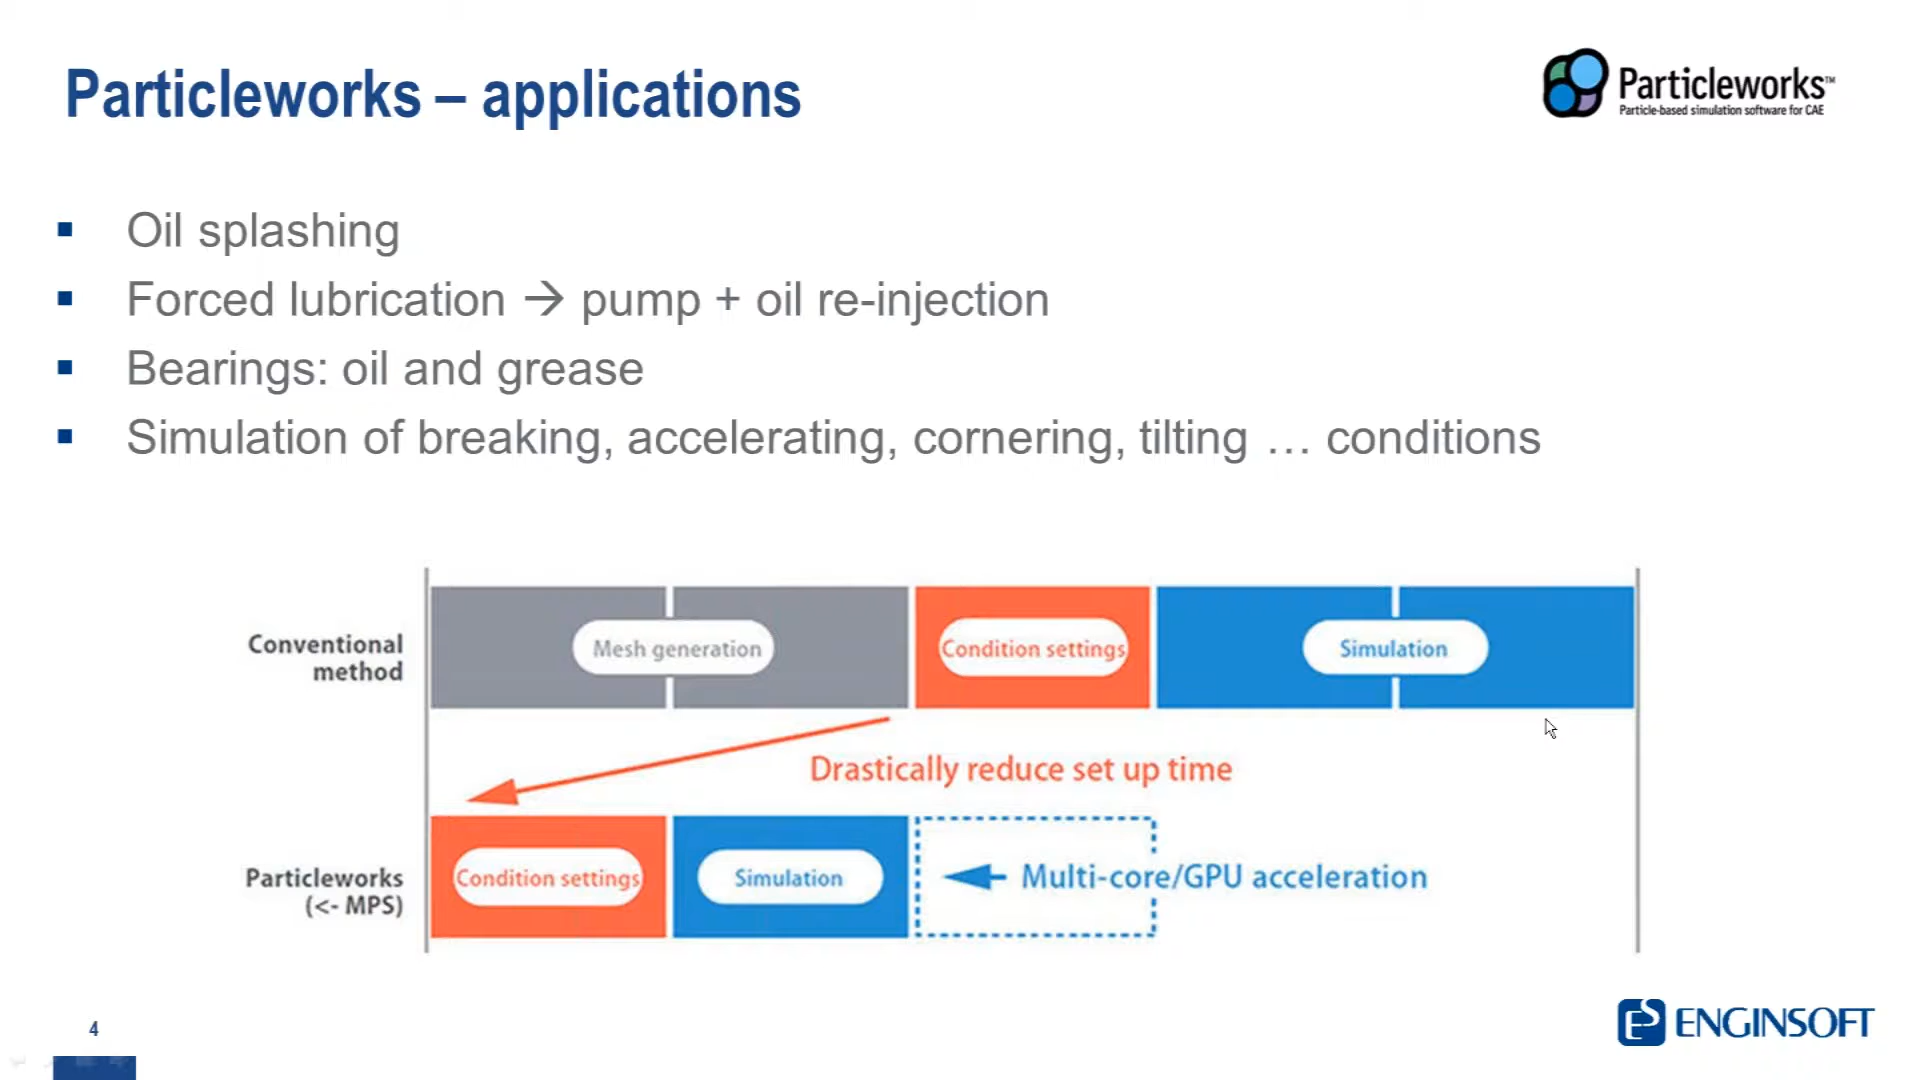 Particleworks – applications
Particleworks™
Particle-based simulation software for CAE
▪ Oil splashing
▪ Forced lubrication → pump + oil re-injection
▪ Bearings: oil and grease
▪ Simulation of breaking, accelerating, cornering, tilting … conditions
Conventional
method
Mesh generation
Condition settings
Simulation
Drastically reduce set up time
Particleworks
(<- MPS)
Condition settings
Simulation
Multi-core/GPU acceleration
4
ES ENGINSOFT